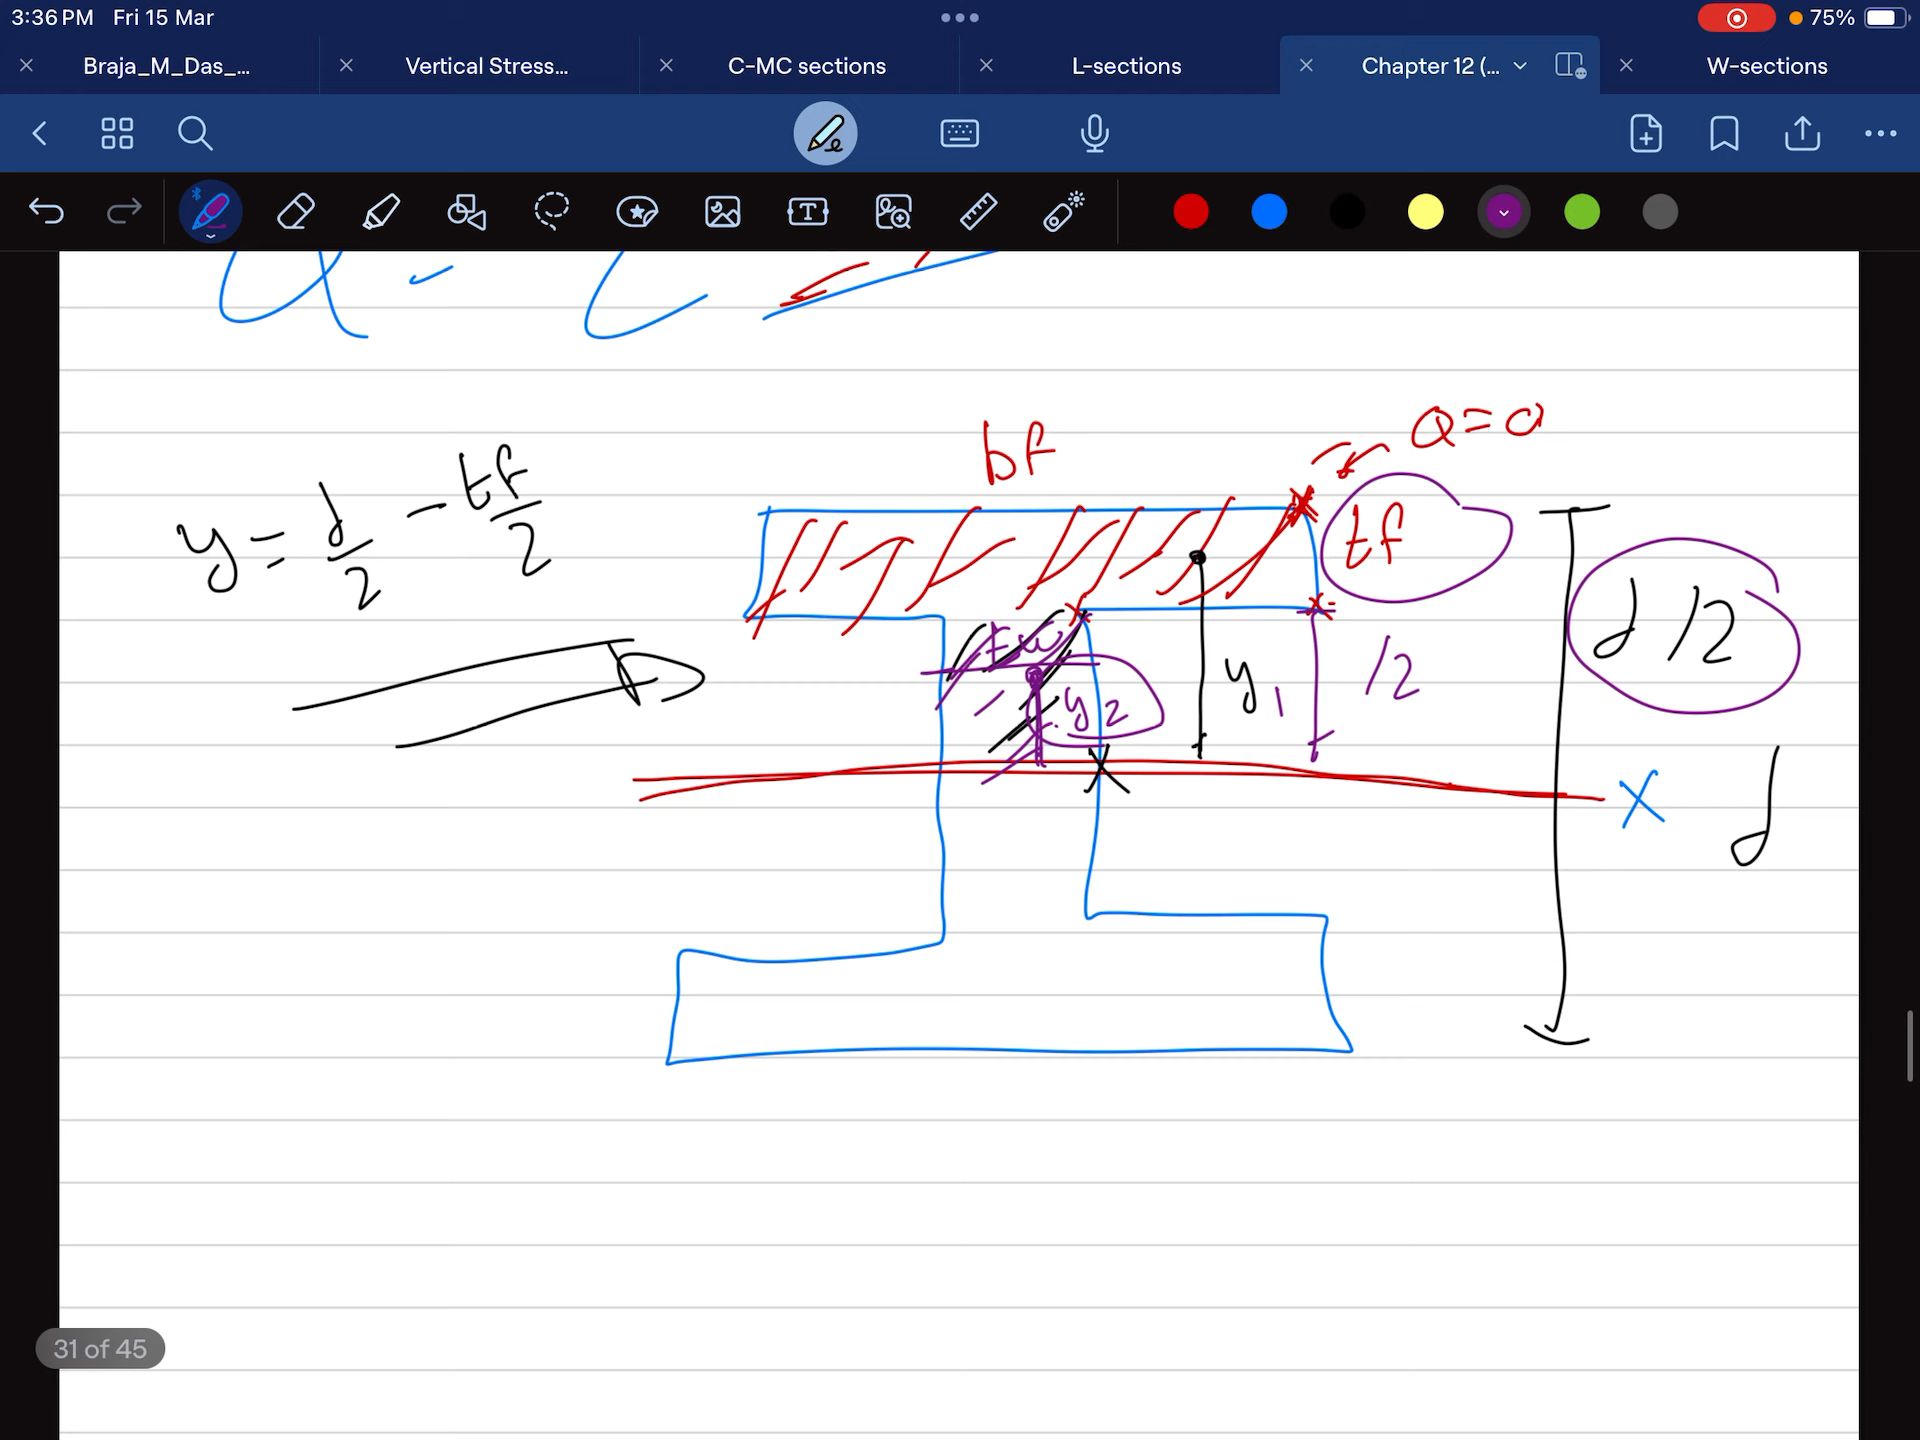 3:36 PM Fri 15 Mar
75%
Braja_M_Das_...
Vertical Stress...
C-MC sections
L-sections
Chapter 12 (...
W-sections
bf
Q = 0
y = d/2 - tf/2
tf
d/2
tw
y2
y1
/2
x
x
d
31 of 45